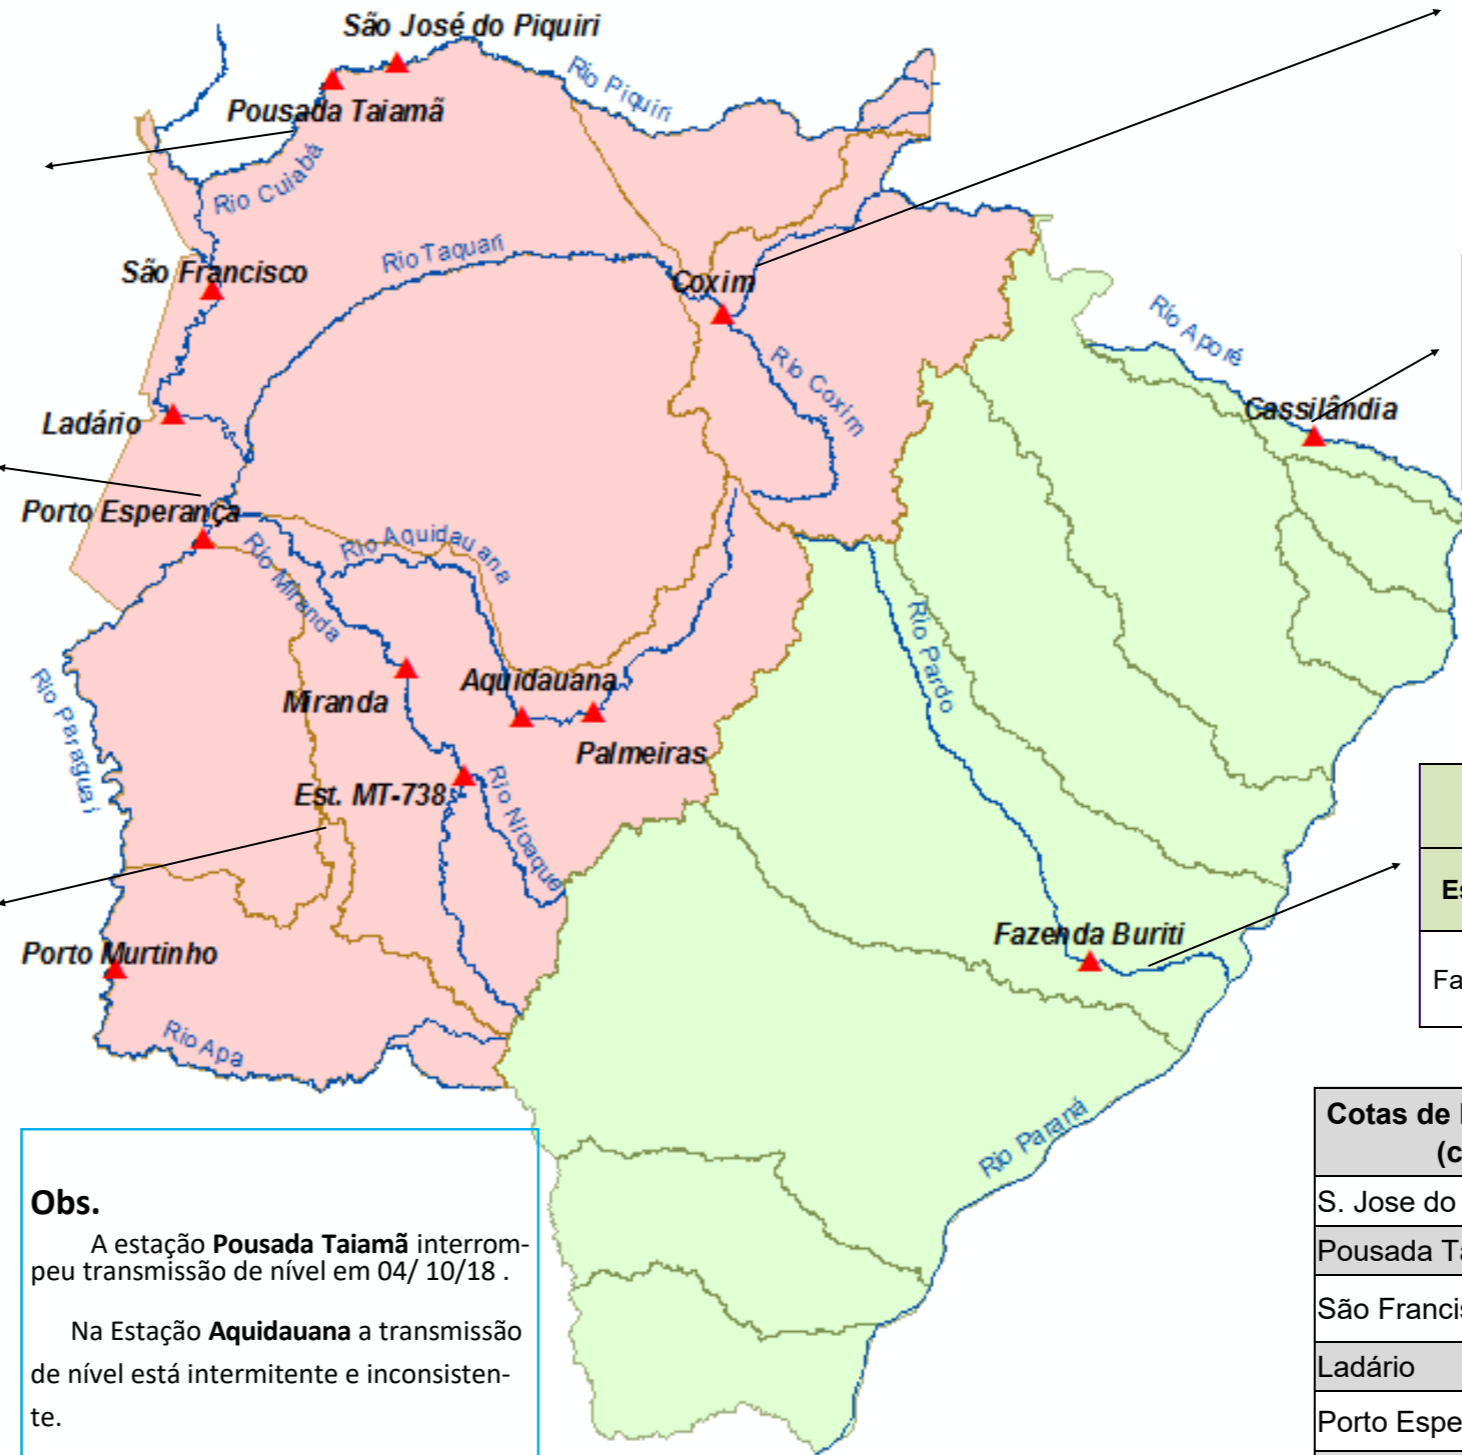 São José do Piquiri
Rio Piquiri
Pousada Taiamã
Rio Cuiabá
Rio Taquari
São Francisco
Coxim
Rio Aporé
Rio Coxim
Cassilândia
Ladário
Porto Esperança
Rio Aquidauana
Rio Miranda
Rio Pardo
Rio Paraguai
Aquidauana
Miranda
Palmeiras
Est. MT-738
Rio Nioaque
Es
Porto Murtinho
Fazenda Buriti
Fa
Rio Apa
Rio Paraná
Obs.
A estação Pousada Taiamã interrom-
peu transmissão de nível em 04/ 10/18 .
Na Estação Aquidauana a transmissão
de nível está intermitente e inconsisten-
te.
Cotas de
(c
S. Jose do
Pousada Ta
São Francis
Ladário
Porto Espe